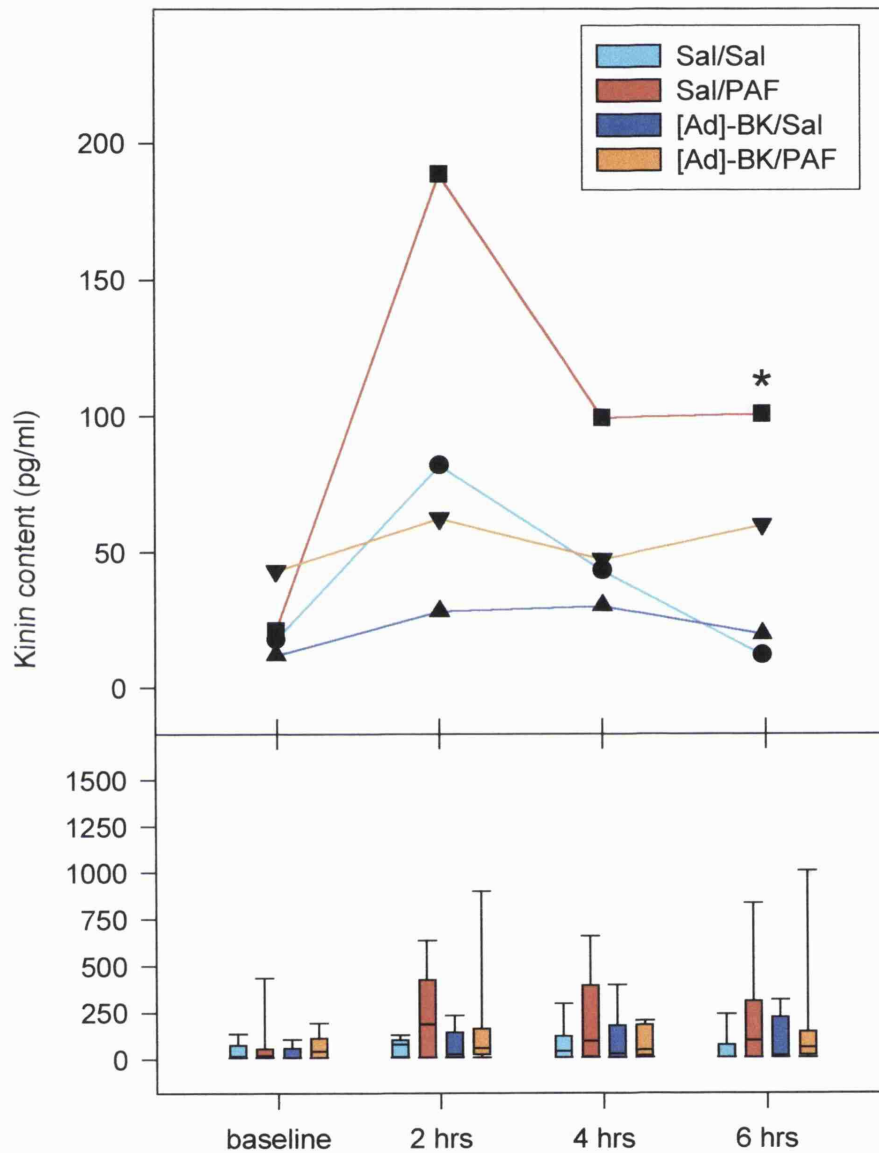 Sal/Sal
Sal/PAF
[Ad]-BK/Sal
[Ad]-BK/PAF
200
150
100
50
0
*
Kinin content (pg/ml)
1500
1250
1000
750
500
250
0
baseline 2 hrs 4 hrs 6 hrs